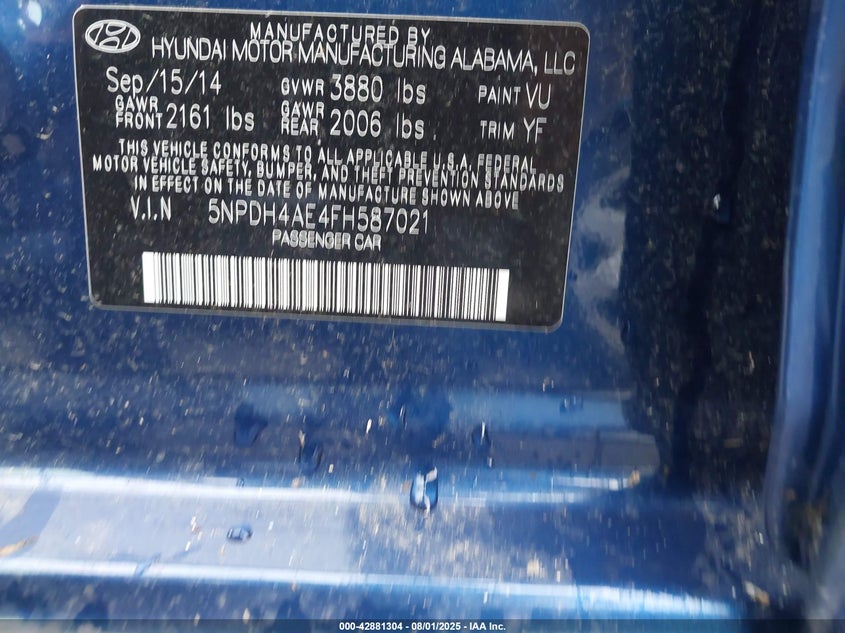 MANUFACTURED BY
HYUNDAI MOTOR MANUFACTURING ALABAMA, LLC
Sep/15/14 GVWR 3880 lbs PAINT VU
GAWR FRONT 2161 lbs GAWR REAR 2006 lbs TRIM YF
THIS VEHICLE CONFORMS TO ALL APPLICABLE U.S.A. FEDERAL
MOTOR VEHICLE SAFETY, BUMPER, AND THEFT PREVENTION STANDARDS
IN EFFECT ON THE DATE OF MANUFACTURE SHOWN ABOVE.
V.I.N 5NPDH4AE4FH587021
PASSENGER CAR
000-42881304 - 08/01/2025 - IAA Inc.